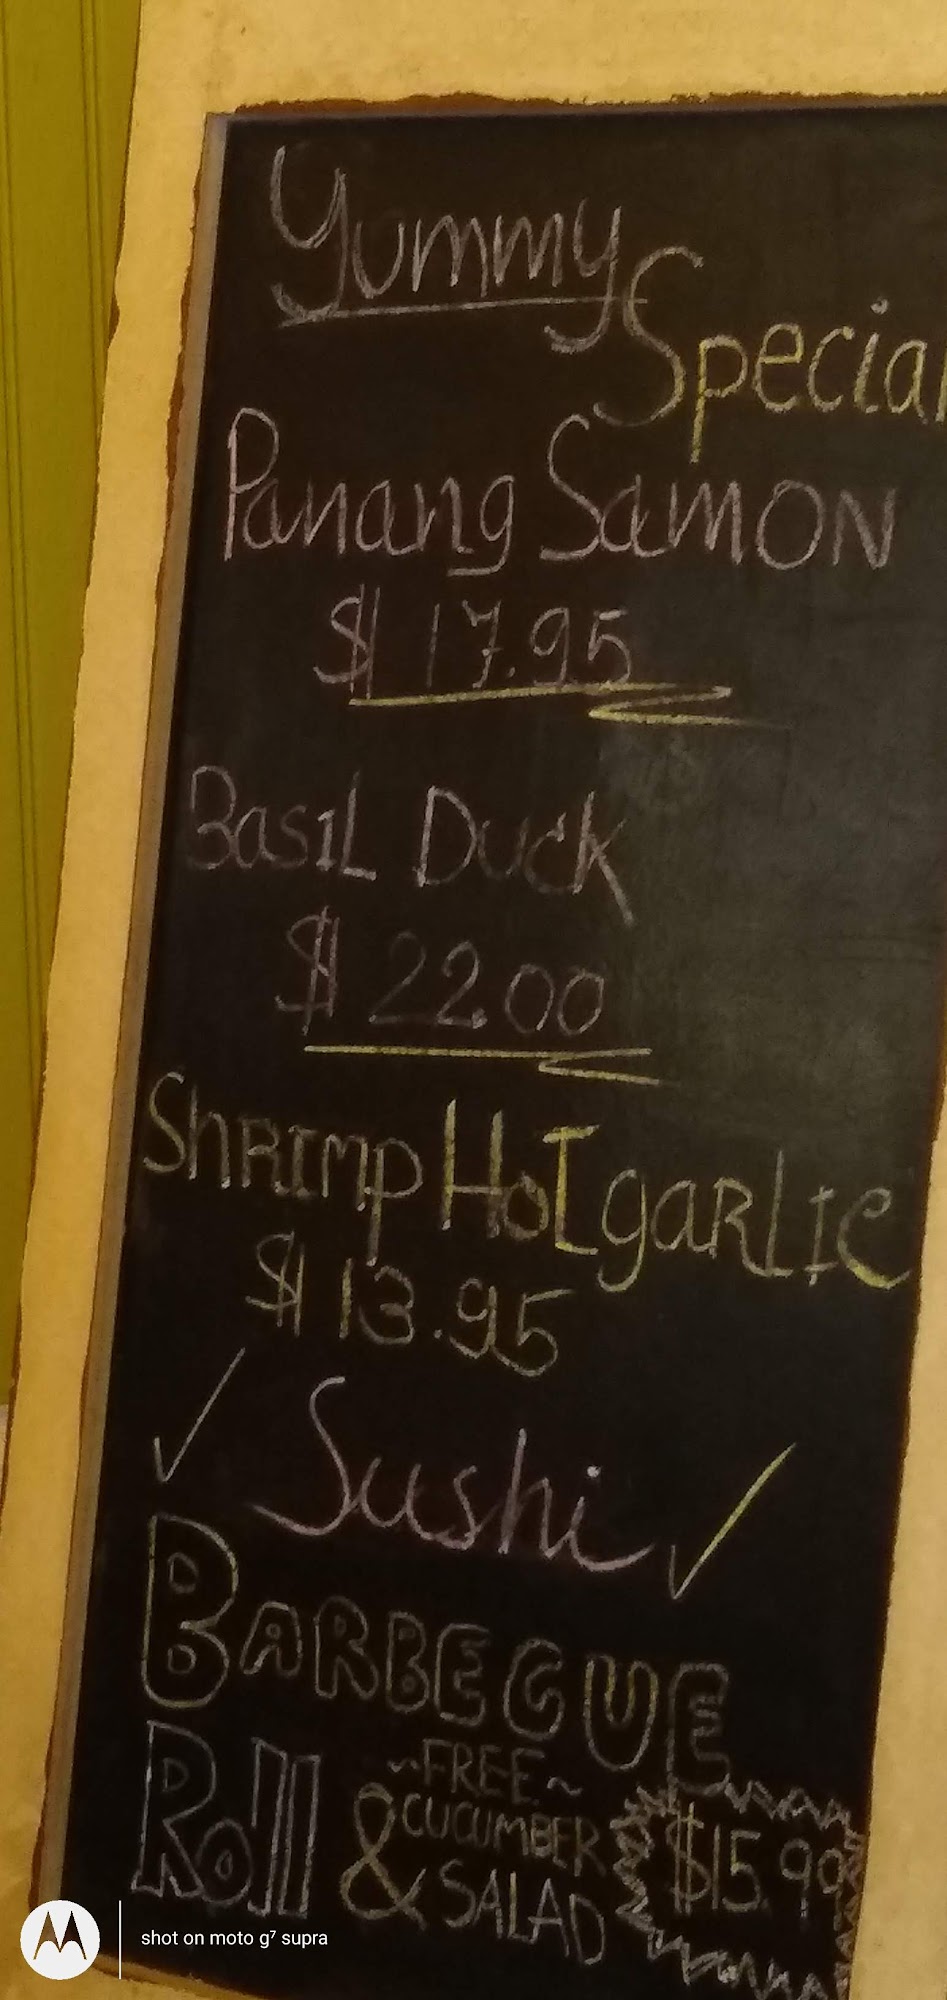 Yummy
Special
Panang Samon
$17.95
Basil Duck
$22.00
Shrimp Hot garlic
$13.95
Sushi
BARBECUE
Roll & ~FREE~
CUCUMBER
SALAD
$15.90
shot on moto g⁷ supra